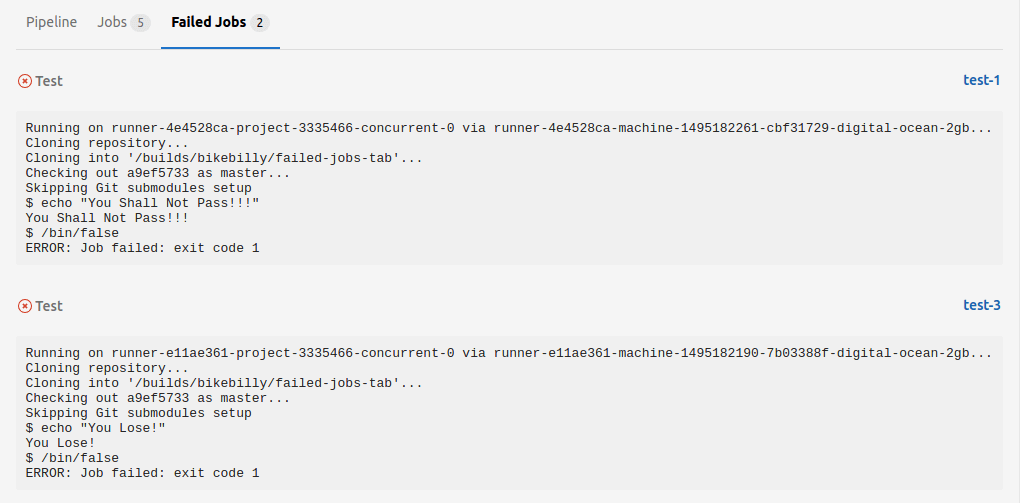 Pipeline Jobs 5 Failed Jobs 2
Test test-1
Running on runner-4e4528ca-project-3335466-concurrent-0 via runner-4e4528ca-machine-1495182261-cbf31729-digital-ocean-2gb...
Cloning repository...
Cloning into '/builds/bikebilly/failed-jobs-tab'...
Checking out a9ef5733 as master...
Skipping Git submodules setup
$ echo "You Shall Not Pass!!!"
You Shall Not Pass!!!
$ /bin/false
ERROR: Job failed: exit code 1
Test test-3
Running on runner-e11ae361-project-3335466-concurrent-0 via runner-e11ae361-machine-1495182190-7b03388f-digital-ocean-2gb...
Cloning repository...
Cloning into '/builds/bikebilly/failed-jobs-tab'...
Checking out a9ef5733 as master...
Skipping Git submodules setup
$ echo "You Lose!"
You Lose!
$ /bin/false
ERROR: Job failed: exit code 1